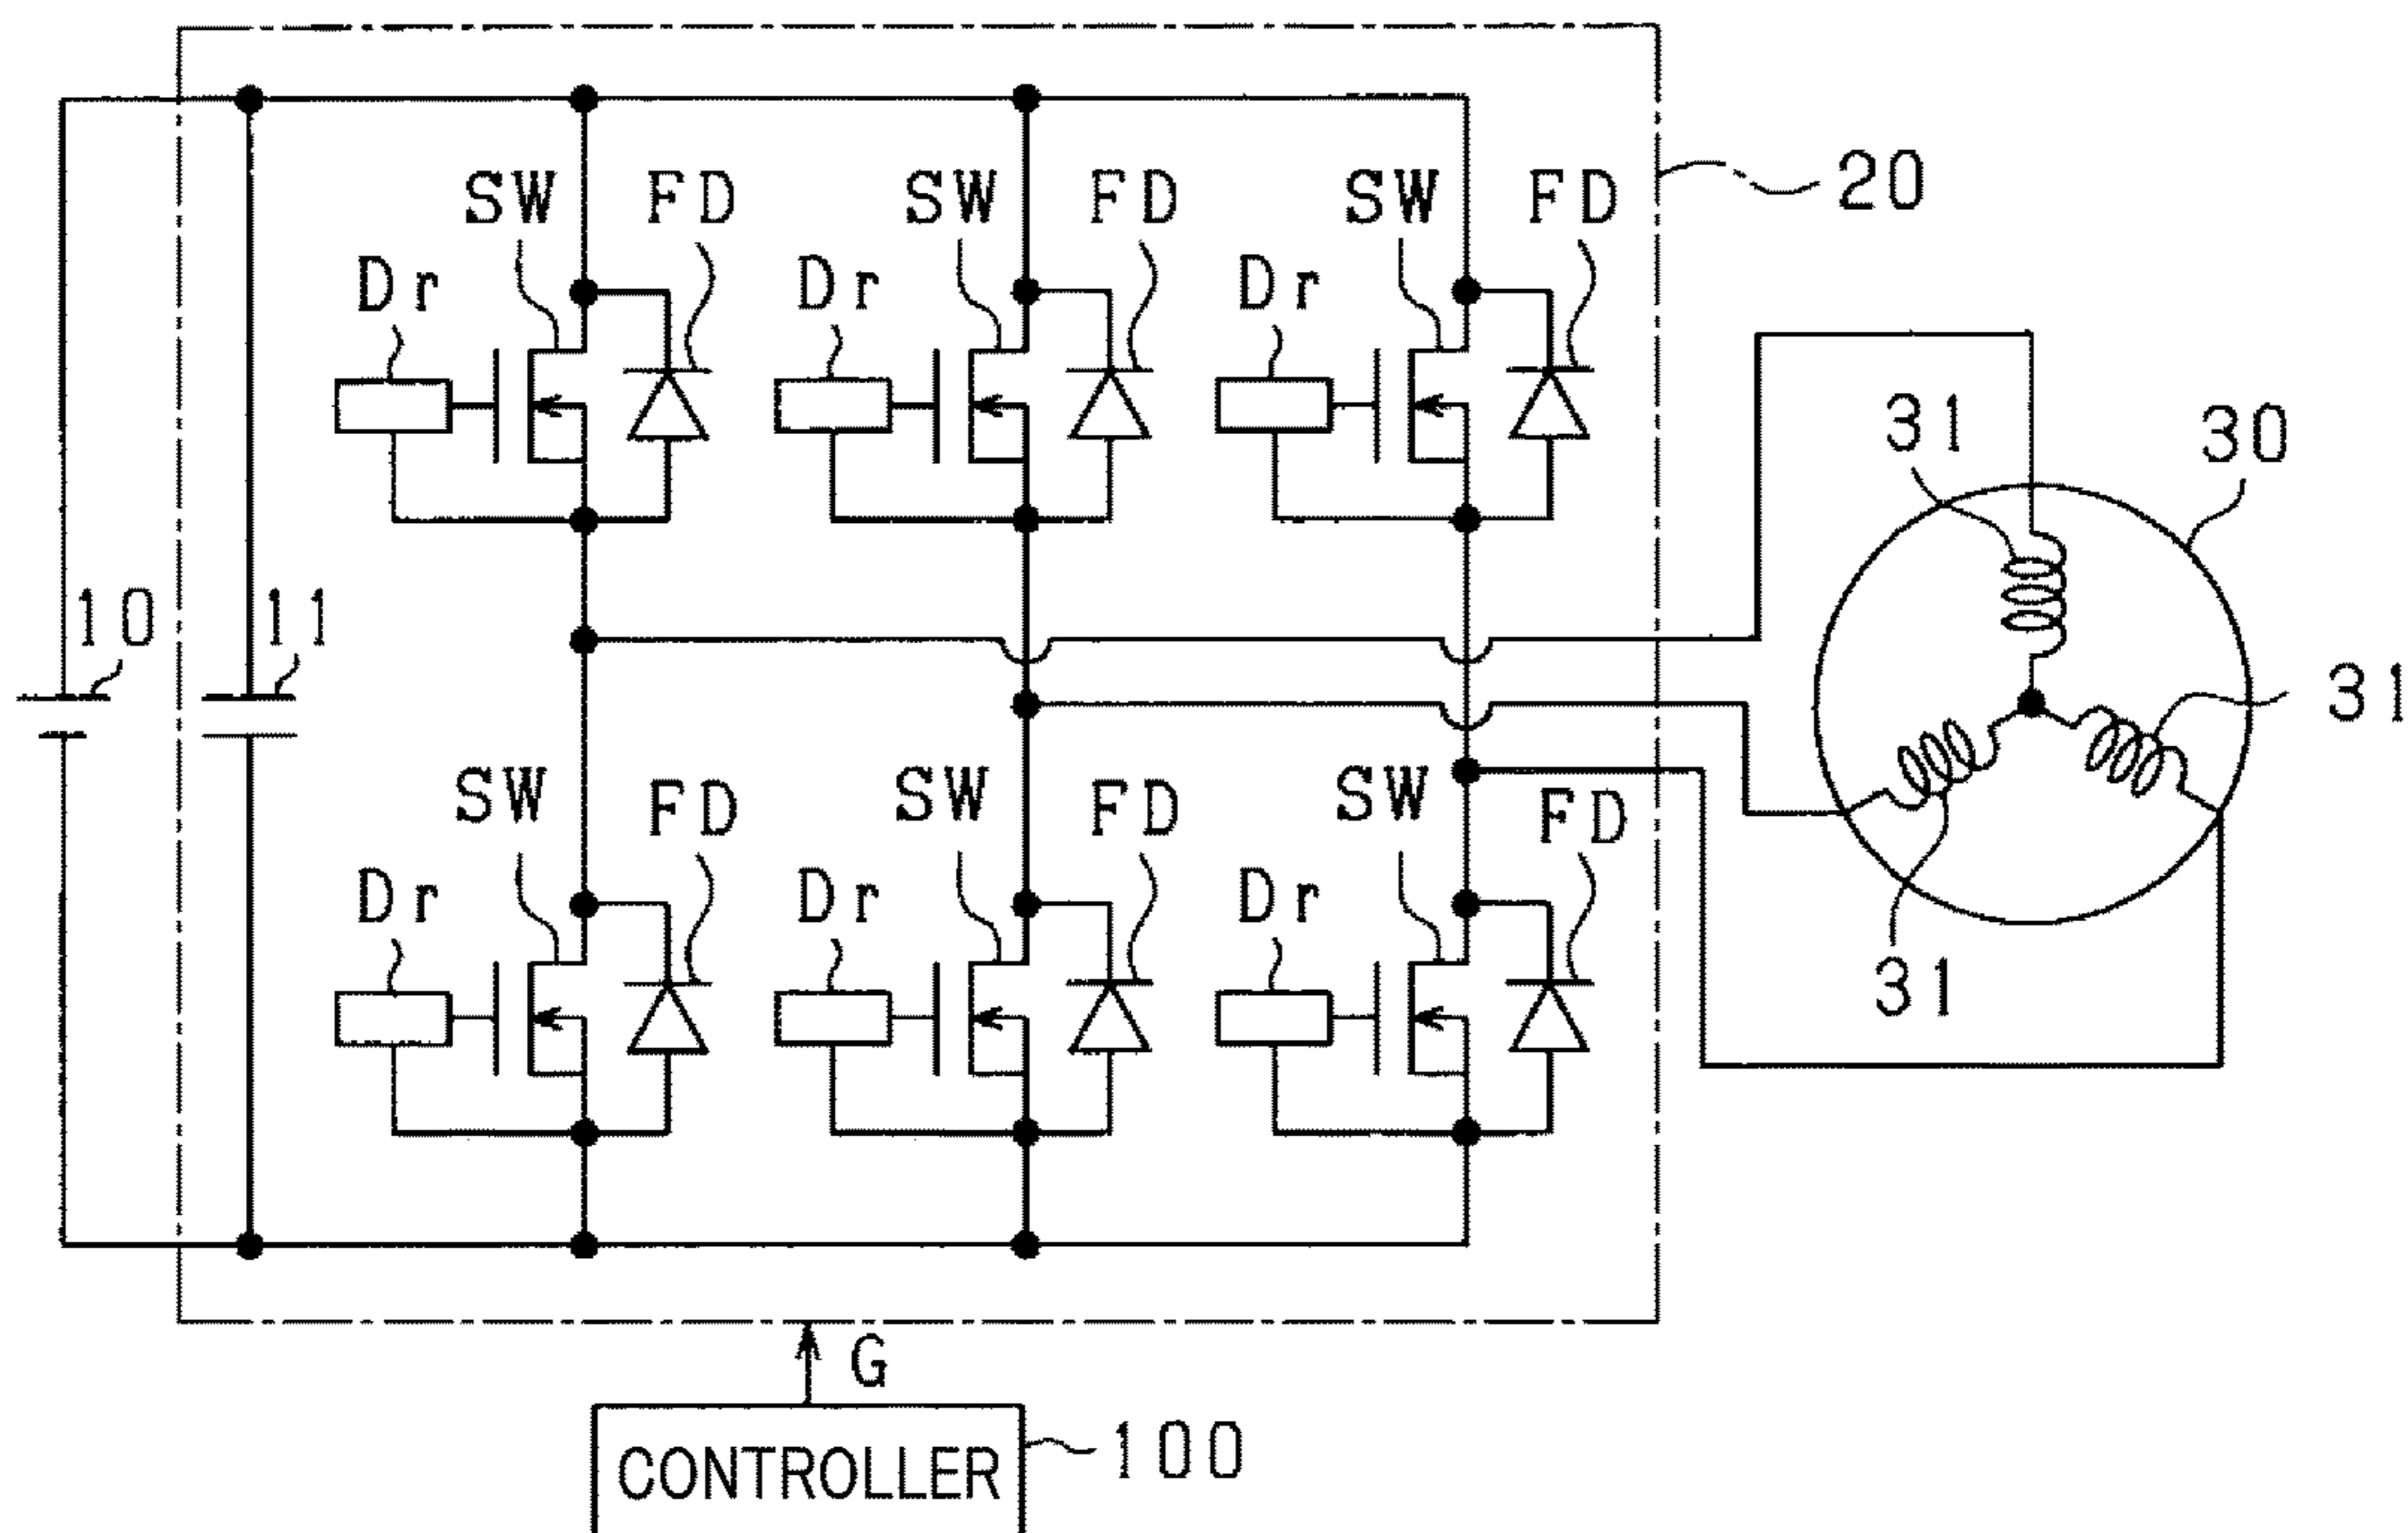 SW FD SW FD SW FD 20
Dr Dr Dr
31 30
10 11
31
SW FD SW FD SW FD
Dr Dr Dr
31
G
CONTROLLER 100